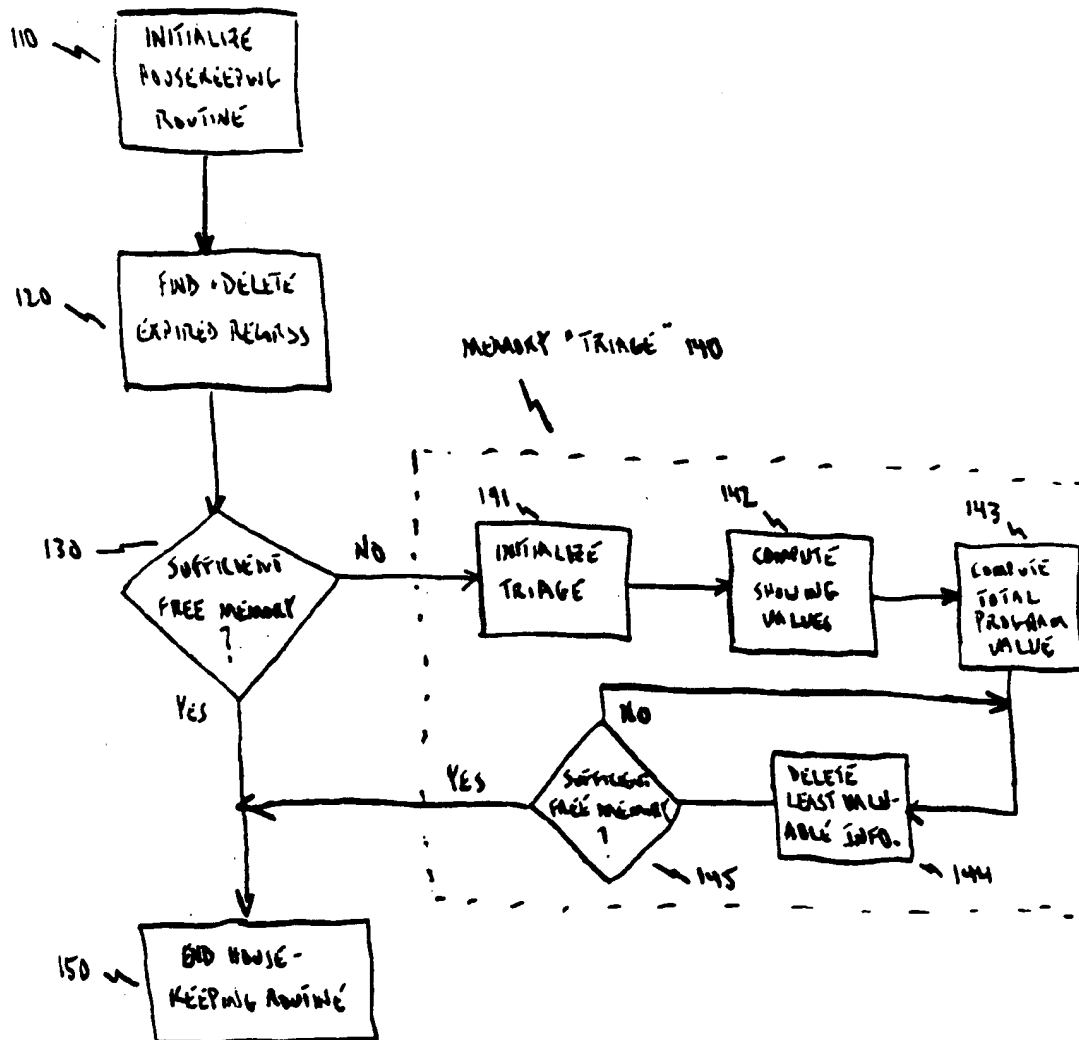 110
INITIALIZE
HOUSEKEEPING
ROUTINE
120
FIND + DELETE
EXPIRED RECORDS
MEMORY "TRIAGE" 140
130
SUFFICIENT
FREE MEMORY
?
NO
YES
141
INITIALIZE
TRIAGE
142
COMPUTE
SHOWING
VALUES
143
COMPUTE
TOTAL
PROGRAM
VALUE
NO
YES
SUFFICIENT
FREE MEMORY
?
145
DELETE
LEAST VALU-
ABLE INFO.
144
150
END HOUSE-
KEEPING ROUTINE